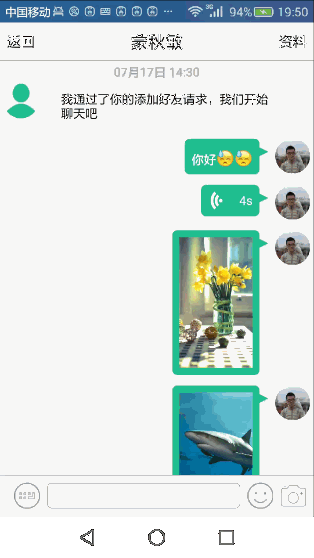 中国移动 3G 94% 19:50
返回 蒙秋敏 资料
07月17日 14:30
我通过了你的添加好友请求，我们开始
聊天吧
你好😓😓
4s